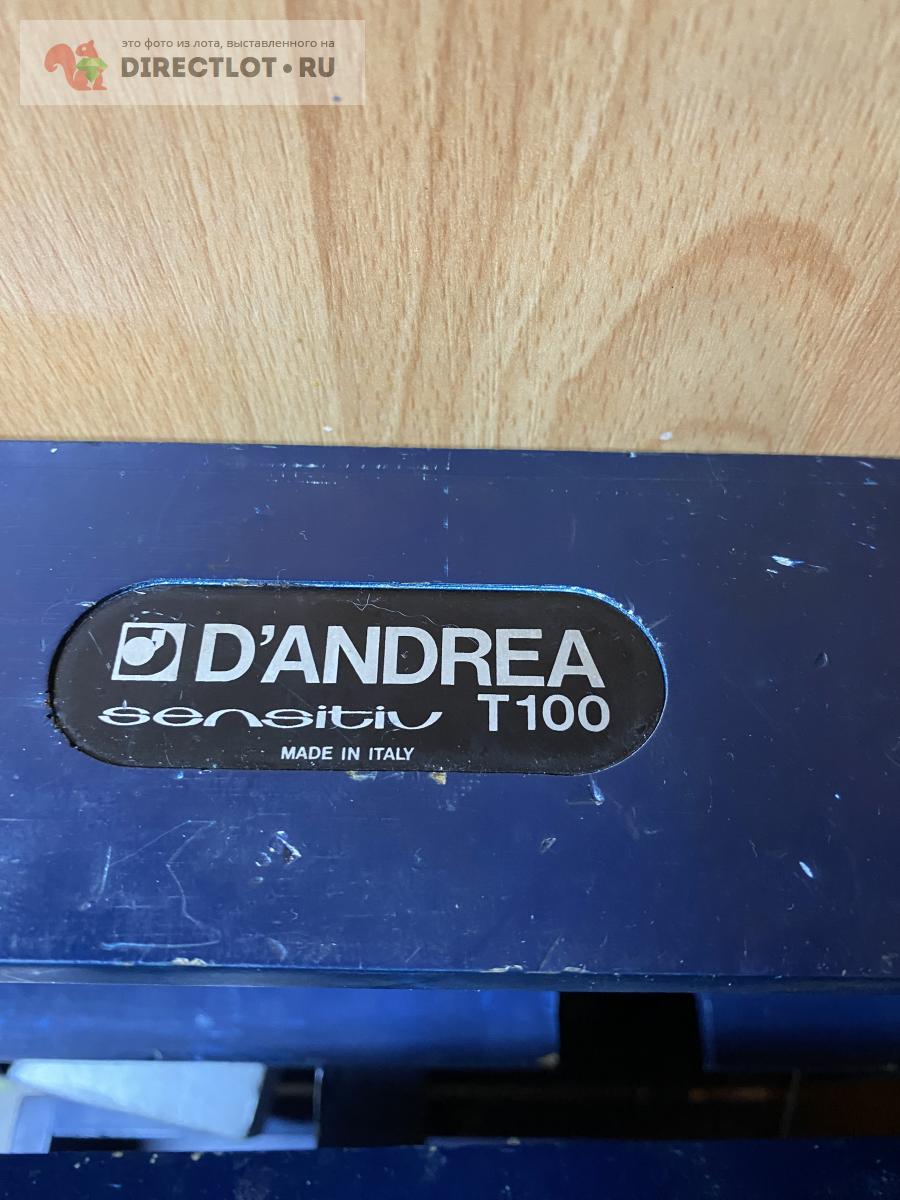 это фото из лота, выставленного на
DIRECTLOT•RU
D'ANDREA
sensitiv T100
MADE IN ITALY